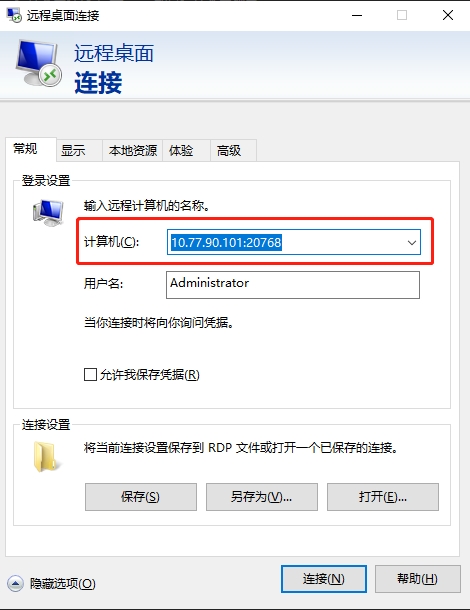 远程桌面连接
远程桌面
连接
常规 显示 本地资源 体验 高级
登录设置
输入远程计算机的名称。
计算机(C): 10.77.90.101:20768
用户名: Administrator
当你连接时将向你询问凭据。
允许我保存凭据(R)
连接设置
将当前连接设置保存到 RDP 文件或打开一个已保存的连接。
保存(S) 另存为(V)... 打开(E)...
隐藏选项(O) 连接(N) 帮助(H)